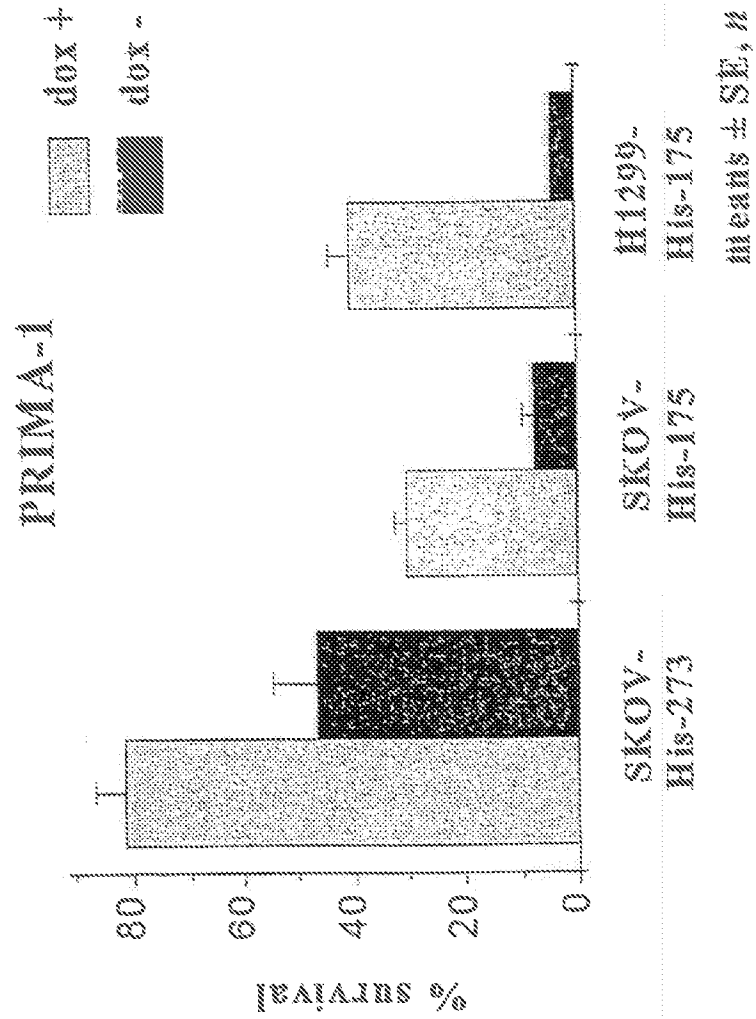 PRIMA-1
dox +
dox -
% survival
80
60
40
20
0
SKOV-
His-273
SKOV-
His-175
H1299-
His-175
means ± SE, n